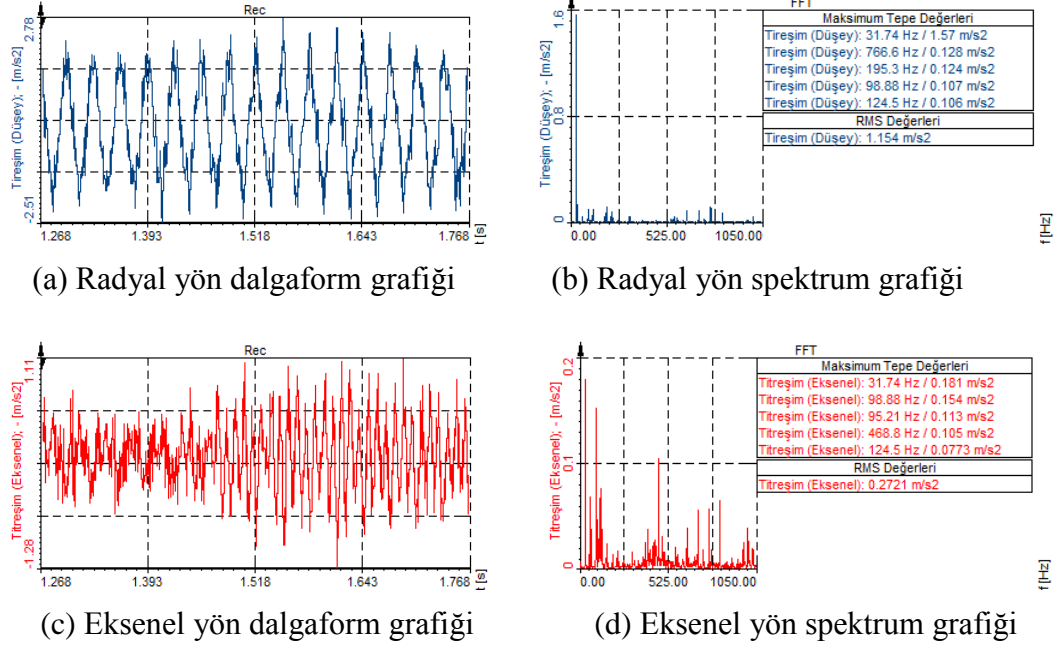 Rec
Tireşim (Düşey); - [m/s2]
2.78
-2.51
1.268
1.393
1.518
1.643
1.768
t [s]
(a) Radyal yön dalgaform grafiği
FFT
Tireşim (Düşey); - [m/s2]
1.6
0.8
0
0.00
525.00
1050.00
f [Hz]
Maksimum Tepe Değerleri
Tireşim (Düşey): 31.74 Hz / 1.57 m/s2
Tireşim (Düşey): 766.6 Hz / 0.128 m/s2
Tireşim (Düşey): 195.3 Hz / 0.124 m/s2
Tireşim (Düşey): 98.88 Hz / 0.107 m/s2
Tireşim (Düşey): 124.5 Hz / 0.106 m/s2
RMS Değerleri
Tireşim (Düşey): 1.154 m/s2
(b) Radyal yön spektrum grafiği
Rec
Titreşim (Eksenel); - [m/s2]
1.11
-1.28
1.268
1.393
1.518
1.643
1.768
t [s]
(c) Eksenel yön dalgaform grafiği
FFT
Titreşim (Eksenel); - [m/s2]
0.2
0.1
0
0.00
525.00
1050.00
f [Hz]
Maksimum Tepe Değerleri
Titreşim (Eksenel): 31.74 Hz / 0.181 m/s2
Titreşim (Eksenel): 98.88 Hz / 0.154 m/s2
Titreşim (Eksenel): 95.21 Hz / 0.113 m/s2
Titreşim (Eksenel): 468.8 Hz / 0.105 m/s2
Titreşim (Eksenel): 124.5 Hz / 0.0773 m/s2
RMS Değerleri
Titreşim (Eksenel): 0.2721 m/s2
(d) Eksenel yön spektrum grafiği